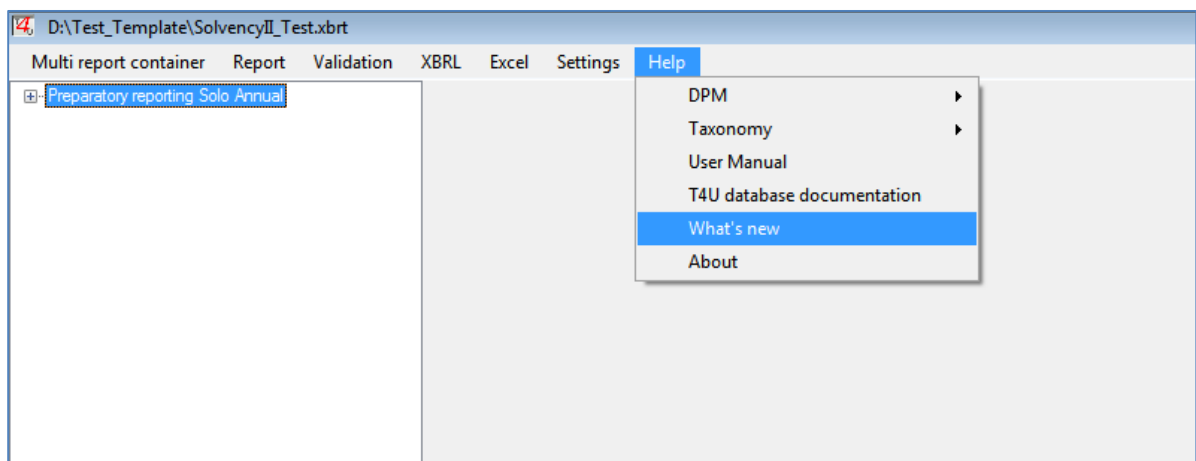 D:\Test_Template\SolvencyII_Test.xbrt
Multi report container Report Validation XBRL Excel Settings Help
Preparatory reporting Solo Annual
DPM
Taxonomy
User Manual
T4U database documentation
What's new
About